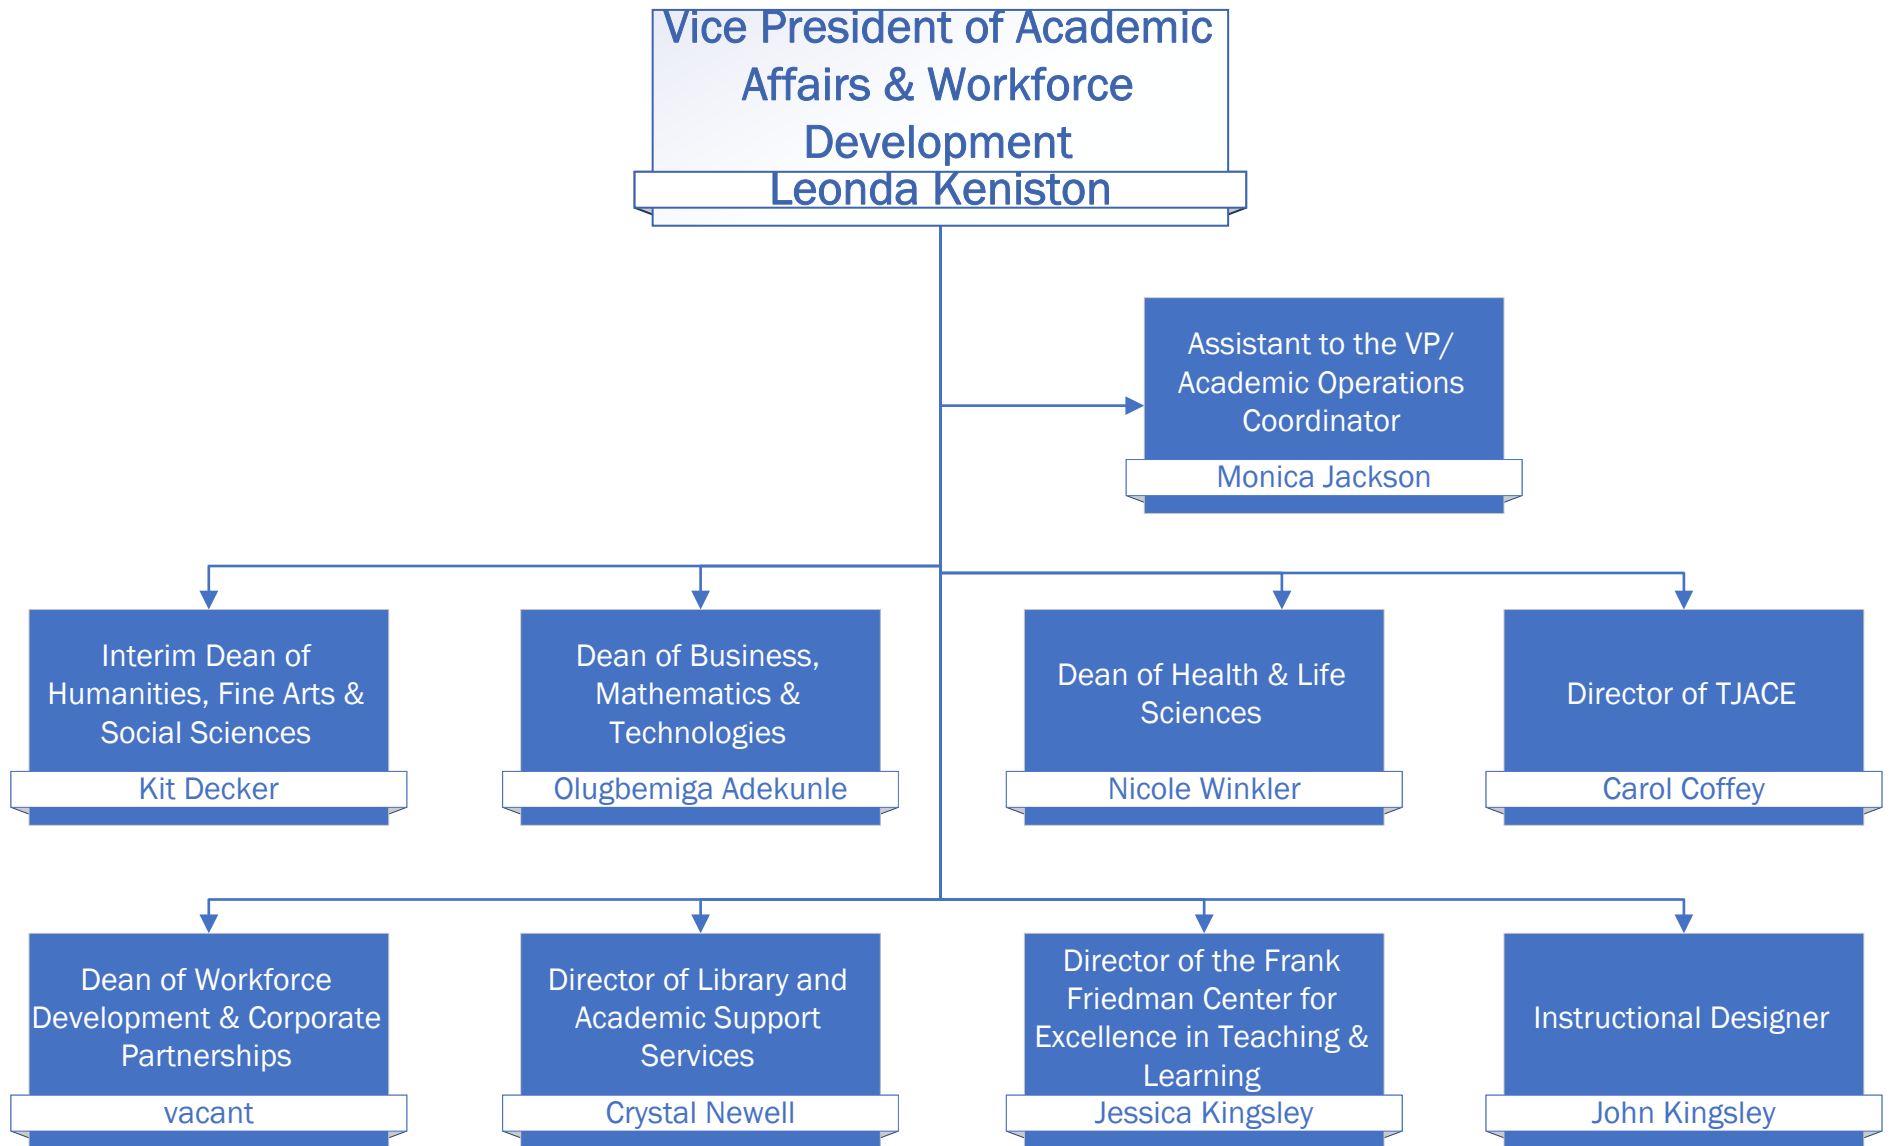 Vice President of Academic
Affairs & Workforce
Development
Leonda Keniston
Assistant to the VP/
Academic Operations
Coordinator
Monica Jackson
Interim Dean of
Humanities, Fine Arts &
Social Sciences
Kit Decker
Dean of Business,
Mathematics &
Technologies
Olugbemiga Adekunle
Dean of Health & Life
Sciences
Nicole Winkler
Director of TJACE
Carol Coffey
Dean of Workforce
Development & Corporate
Partnerships
vacant
Director of Library and
Academic Support
Services
Crystal Newell
Director of the Frank
Friedman Center for
Excellence in Teaching &
Learning
Jessica Kingsley
Instructional Designer
John Kingsley